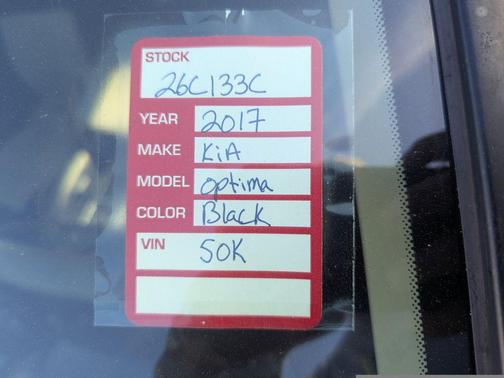 STOCK
26C133C
YEAR 2017
MAKE KiA
MODEL optima
COLOR Black
VIN 50K